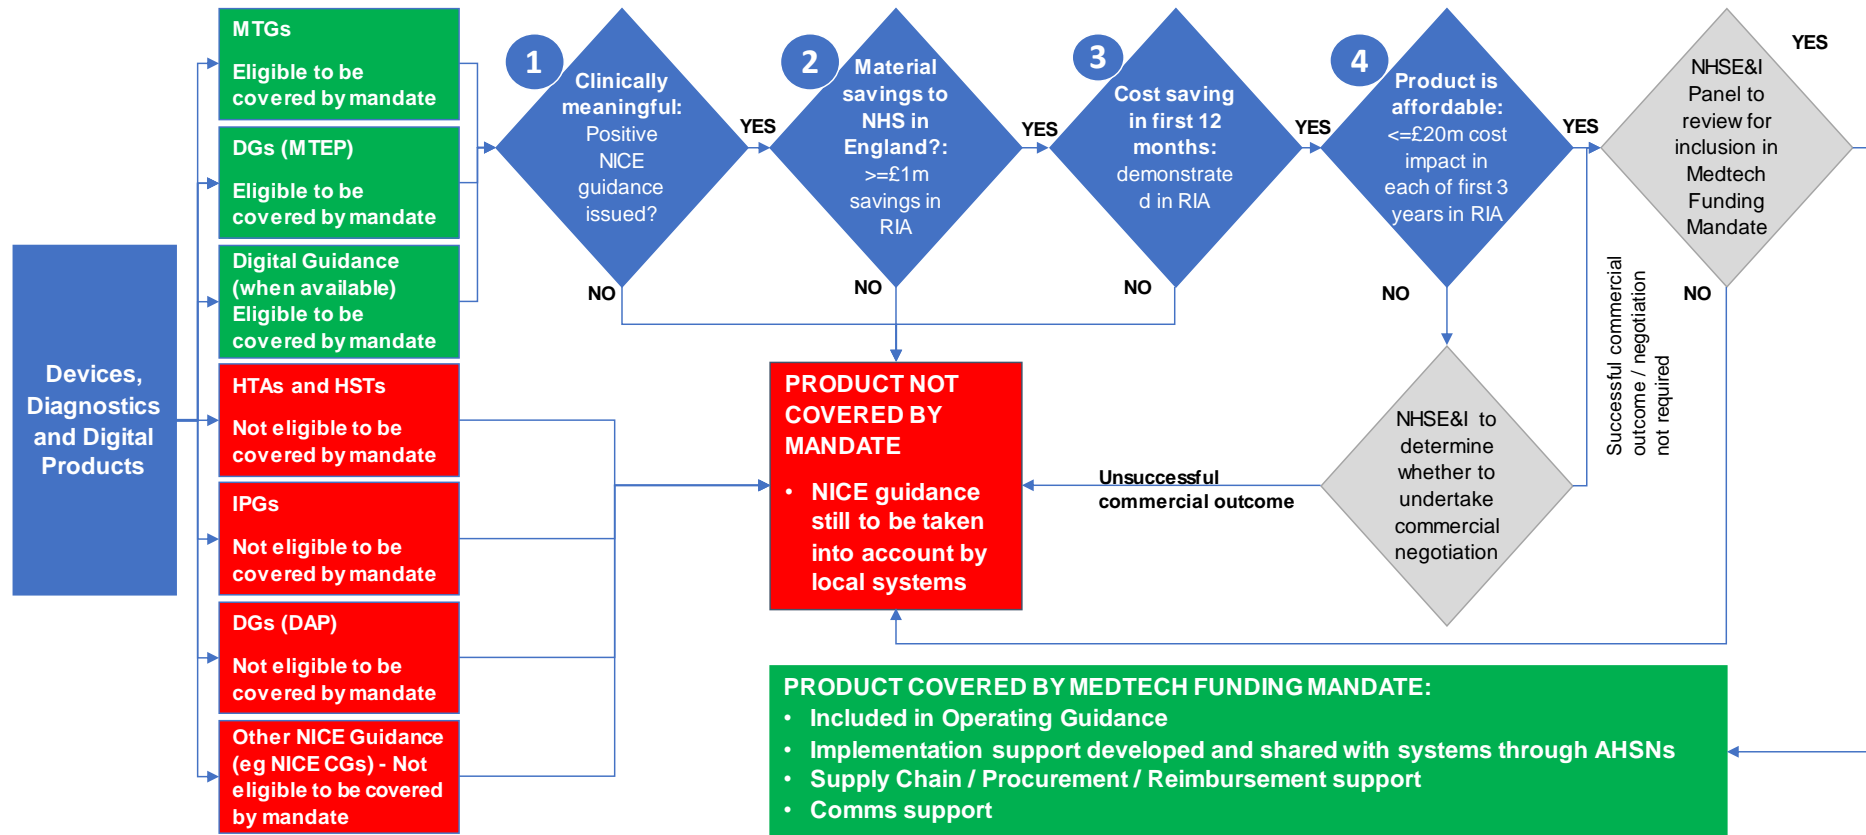 Devices,
Diagnostics
and Digital
Products
MTGs
Eligible to be
covered by mandate
DGs (MTEP)
Eligible to be
covered by mandate
Digital Guidance
(when available)
Eligible to be
covered by mandate
HTAs and HSTs
Not eligible to be
covered by mandate
IPGs
Not eligible to be
covered by mandate
DGs (DAP)
Not eligible to be
covered by mandate
Other NICE Guidance
(eg NICE CGs) - Not
eligible to be covered
by mandate
1
Clinically
meaningful:
Positive
NICE
guidance
issued?
YES
NO
2
Material
savings to
NHS in
England?:
>=£1m
savings in
RIA
YES
NO
3
Cost saving
in first 12
months:
demonstrate
d in RIA
YES
NO
4
Product is
affordable:
<=£20m cost
impact in
each of first 3
years in RIA
YES
NO
NHSE&I
Panel to
review for
inclusion in
Medtech
Funding
Mandate
YES
NO
Successful commercial
outcome / negotiation
not required
NHSE&I to
determine
whether to
undertake
commercial
negotiation
Unsuccessful
commercial outcome
PRODUCT NOT
COVERED BY
MANDATE
• NICE guidance
still to be taken
into account by
local systems
PRODUCT COVERED BY MEDTECH FUNDING MANDATE:
• Included in Operating Guidance
• Implementation support developed and shared with systems through AHSNs
• Supply Chain / Procurement / Reimbursement support
• Comms support